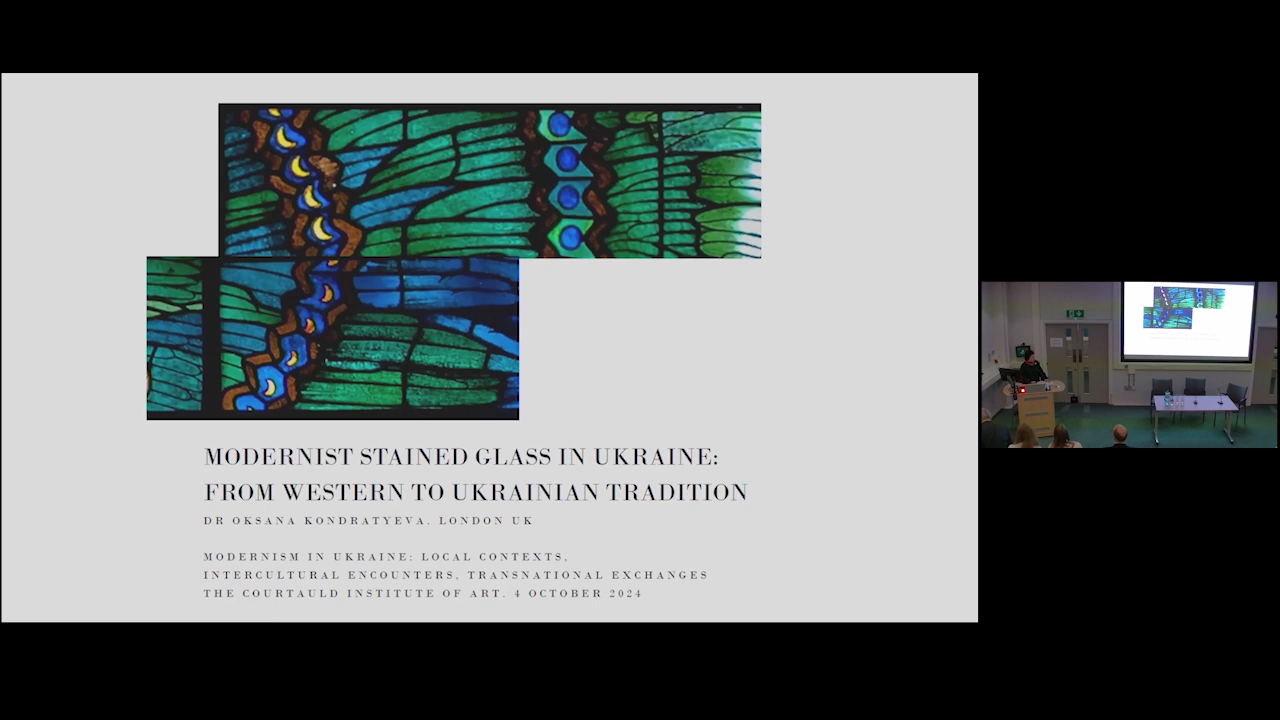 MODERNIST STAINED GLASS IN UKRAINE:
FROM WESTERN TO UKRAINIAN TRADITION
DR OKSANA KONDRATYEVA. LONDON UK
MODERNISM IN UKRAINE: LOCAL CONTEXTS,
INTERCULTURAL ENCOUNTERS, TRANSNATIONAL EXCHANGES
THE COURTAULD INSTITUTE OF ART. 4 OCTOBER 2024